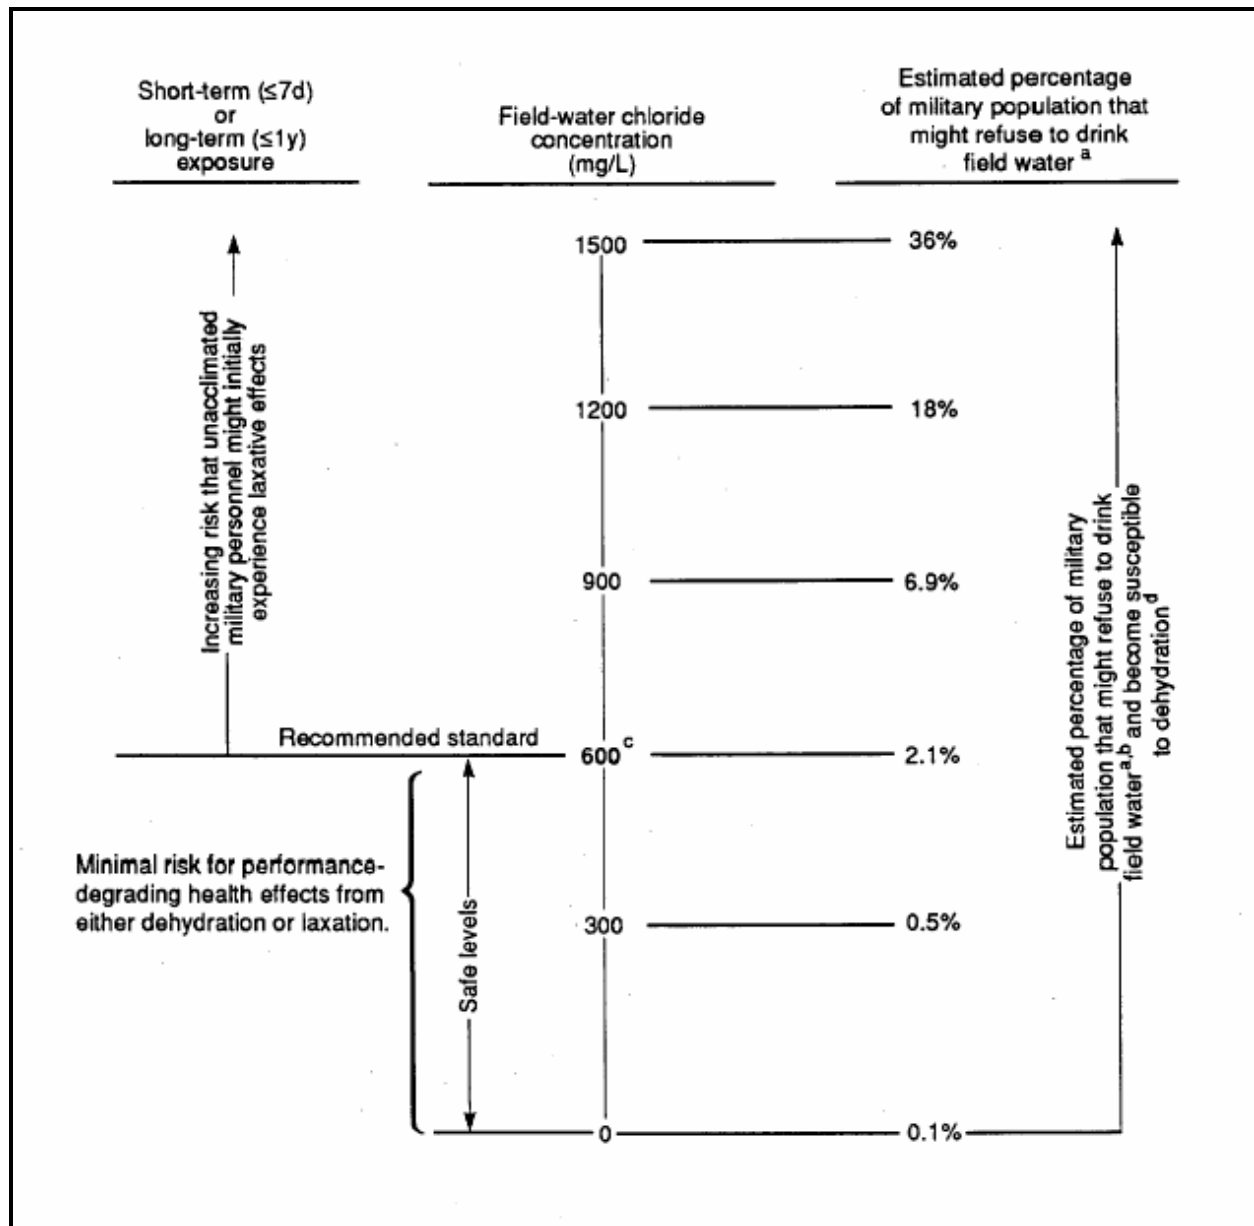 Short-term (≤7d)
or
long-term (≤1y)
exposure
Field-water chloride
concentration
(mg/L)
Estimated percentage
of military population that
might refuse to drink
field water a
1500
36%
1200
18%
900
6.9%
Recommended standard
600 c
2.1%
300
0.5%
0
0.1%
Increasing risk that unacclimated
military personnel might initially
experience laxative effects
Minimal risk for performance-
degrading health effects from
either dehydration or laxation.
Safe levels
Estimated percentage of military
population that might refuse to drink
field water a,b and become susceptible
to dehydration d